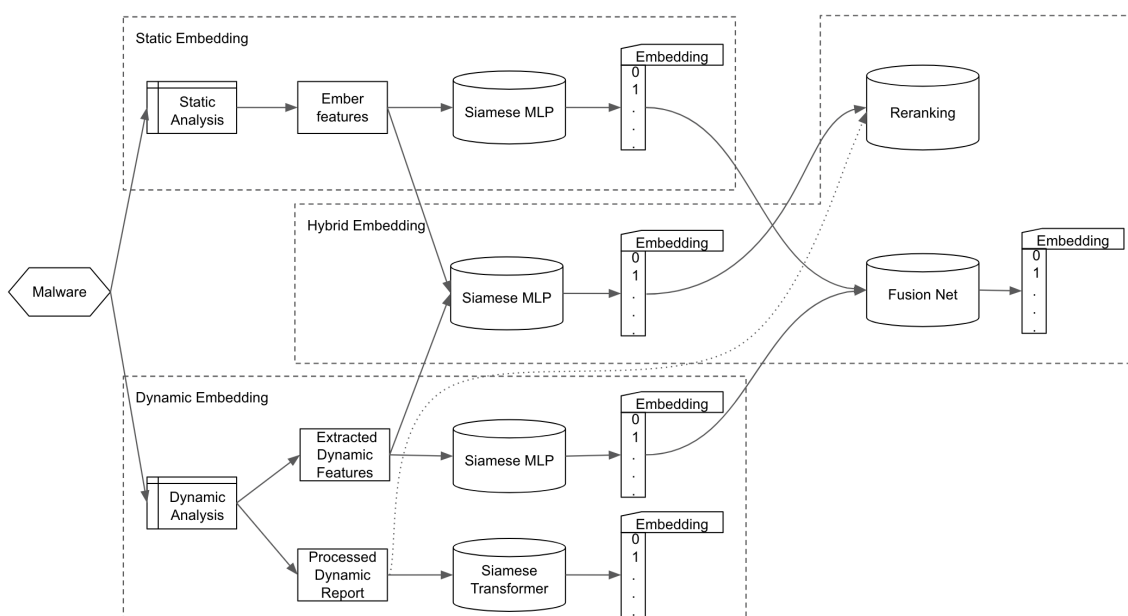 Static Embedding
Static
Analysis
Ember
features
Siamese MLP
Embedding
0
1
.
.
.
Reranking
Hybrid Embedding
Siamese MLP
Embedding
0
1
.
.
.
Malware
Fusion Net
Embedding
0
1
.
.
.
Dynamic Embedding
Extracted
Dynamic
Features
Siamese MLP
Embedding
0
1
.
.
.
Dynamic
Analysis
Processed
Dynamic
Report
Siamese
Transformer
Embedding
0
1
.
.
.